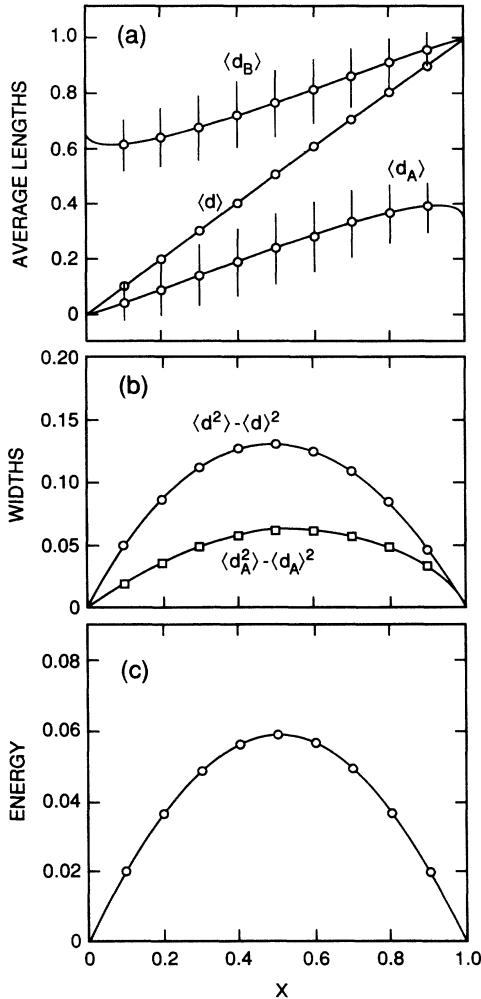 (a)
1.0
0.8
0.6
0.4
0.2
0
AVERAGE LENGTHS
⟨d_B⟩
⟨d⟩
⟨d_A⟩
(b)
0.20
0.15
0.10
0.05
0
WIDTHS
⟨d²⟩-⟨d⟩²
⟨d_A²⟩-⟨d_A⟩²
(c)
0.08
0.06
0.04
0.02
0
ENERGY
0 0.2 0.4 0.6 0.8 1.0
X